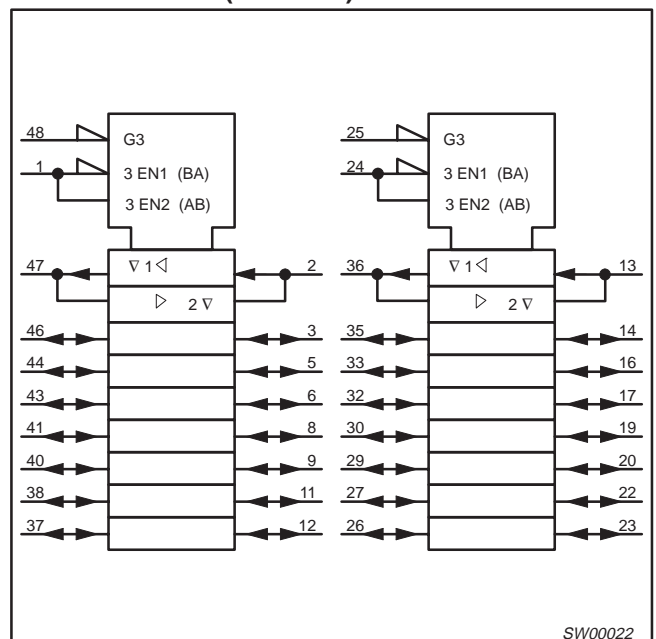 48 G3 25 G3
1 3 EN1 (BA) 24 3 EN1 (BA)
3 EN2 (AB) 3 EN2 (AB)
47 ∇ 1 ◁ 2 36 ∇ 1 ◁ 13
▷ 2 ∇ ▷ 2 ∇
46 3 35 14
44 5 33 16
43 6 32 17
41 8 30 19
40 9 29 20
38 11 27 22
37 12 26 23
SW00022